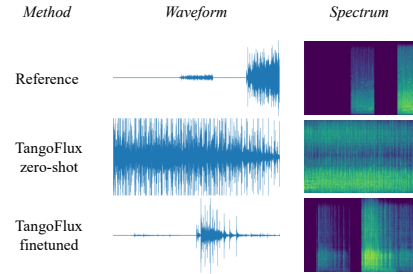 Method Waveform Spectrum
Reference
TangoFlux
zero-shot
TangoFlux
finetuned